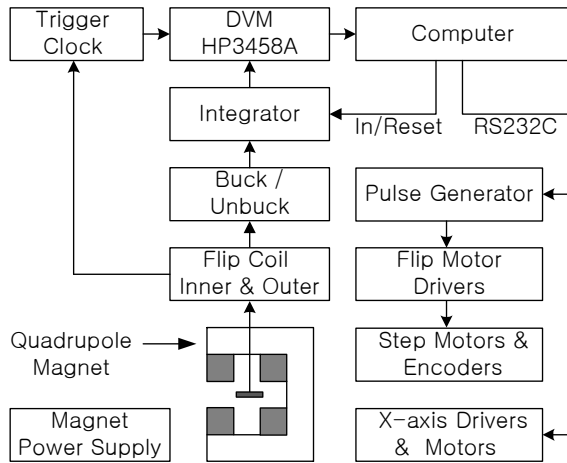 Trigger
Clock
DVM
HP3458A
Computer
Integrator
In/Reset
RS232C
Buck /
Unbuck
Pulse Generator
Flip Coil
Inner & Outer
Flip Motor
Drivers
Quadrupole
Magnet
Step Motors &
Encoders
Magnet
Power Supply
X-axis Drivers
& Motors